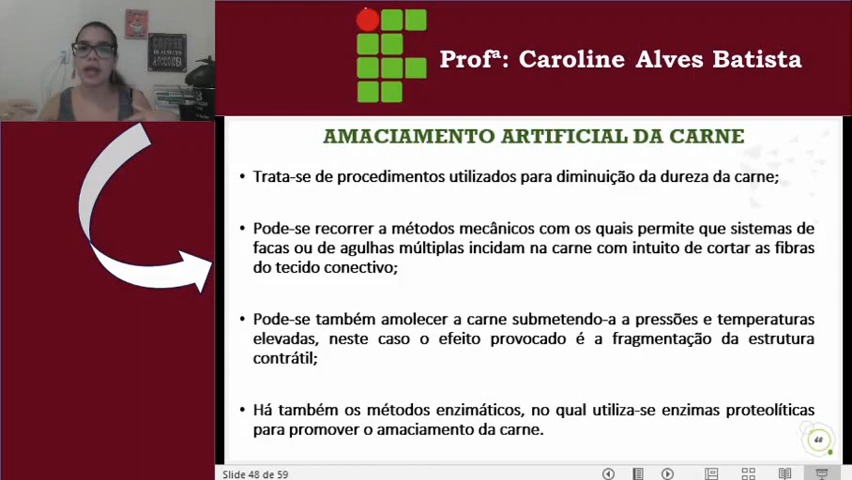 Profª: Caroline Alves Batista
AMACIAMENTO ARTIFICIAL DA CARNE
• Trata-se de procedimentos utilizados para diminuição da dureza da carne;
• Pode-se recorrer a métodos mecânicos com os quais permite que sistemas de
facas ou de agulhas múltiplas incidam na carne com intuito de cortar as fibras
do tecido conectivo;
• Pode-se também amolecer a carne submetendo-a a pressões e temperaturas
elevadas, neste caso o efeito provocado é a fragmentação da estrutura
contrátil;
• Há também os métodos enzimáticos, no qual utiliza-se enzimas proteolíticas
para promover o amaciamento da carne.
48
Slide 48 de 59